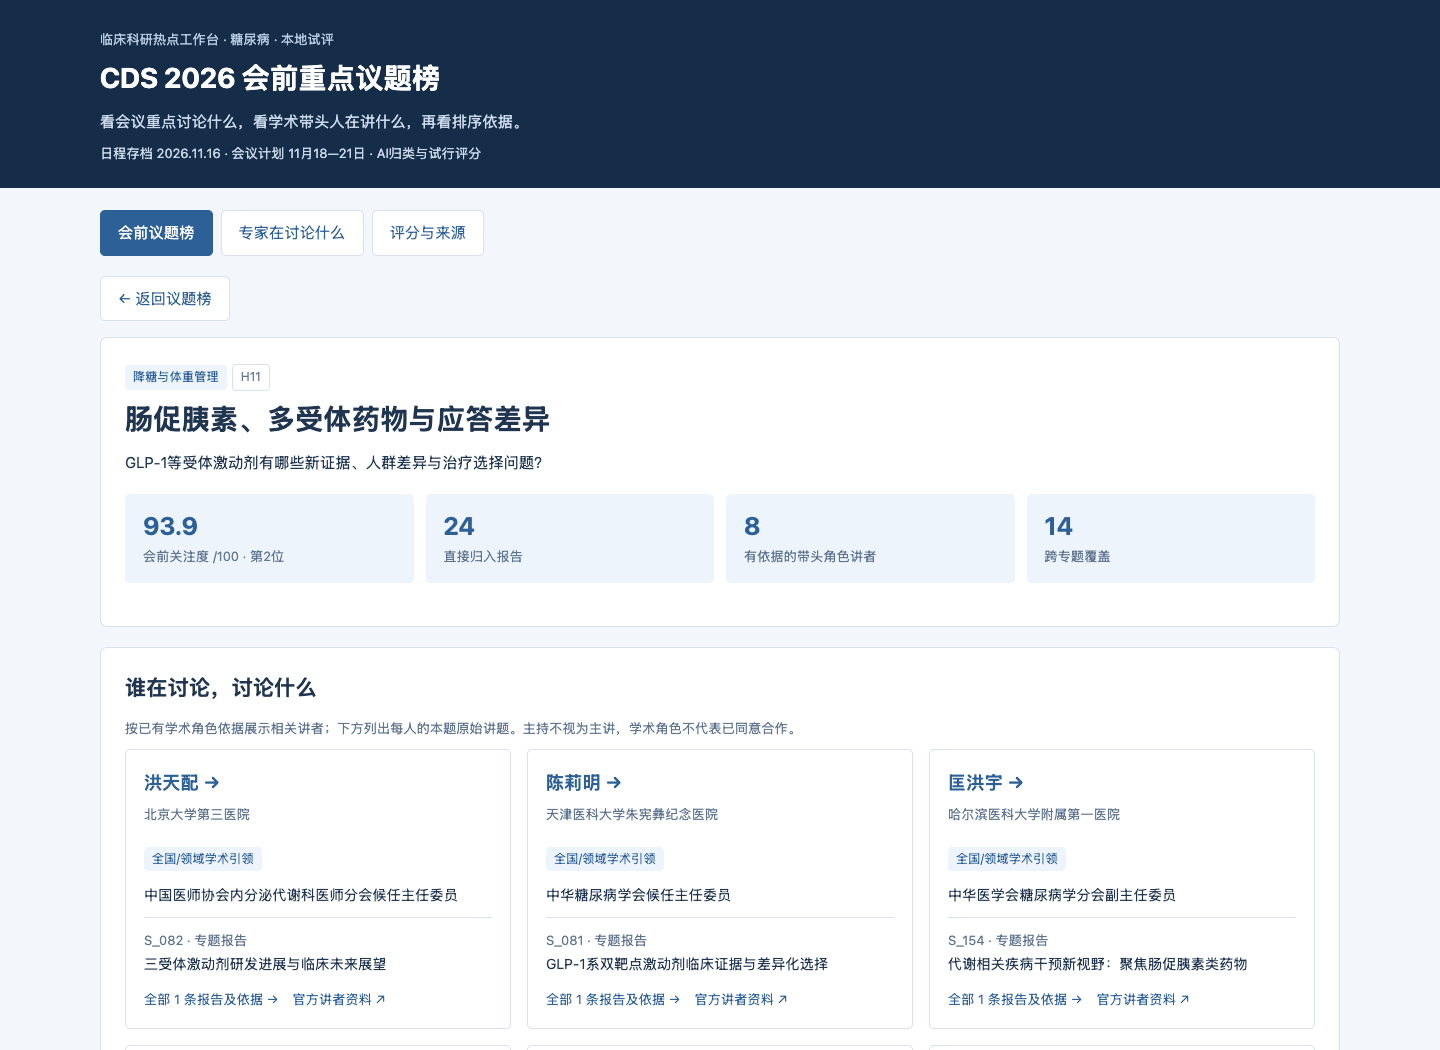 临床科研热点工作台 · 糖尿病 · 本地试评
CDS 2026 会前重点议题榜
看会议重点讨论什么，看学术带头人在讲什么，再看排序依据。
日程存档 2026.11.16 · 会议计划 11月18—21日 · AI归类与试行评分
会前议题榜
专家在讨论什么
评分与来源
← 返回议题榜
降糖与体重管理 H11
肠促胰素、多受体药物与应答差异
GLP-1等受体激动剂有哪些新证据、人群差异与治疗选择问题？
93.9
会前关注度 /100 · 第2位
24
直接归入报告
8
有依据的带头角色讲者
14
跨专题覆盖
谁在讨论，讨论什么
按已有学术角色依据展示相关讲者；下方列出每人的本题原始讲题。主持不视为主讲，学术角色不代表已同意合作。
洪天配 →
北京大学第三医院
全国/领域学术引领
中国医师协会内分泌代谢科医师分会候任主任委员
S_082 · 专题报告
三受体激动剂研发进展与临床未来展望
全部 1 条报告及依据 → 官方讲者资料 ↗
陈莉明 →
天津医科大学朱宪彝纪念医院
全国/领域学术引领
中华糖尿病学会候任主任委员
S_081 · 专题报告
GLP-1系双靶点激动剂临床证据与差异化选择
全部 1 条报告及依据 → 官方讲者资料 ↗
匡洪宇 →
哈尔滨医科大学附属第一医院
全国/领域学术引领
中华医学会糖尿病学分会副主任委员
S_154 · 专题报告
代谢相关疾病干预新视野：聚焦肠促胰素类药物
全部 1 条报告及依据 → 官方讲者资料 ↗